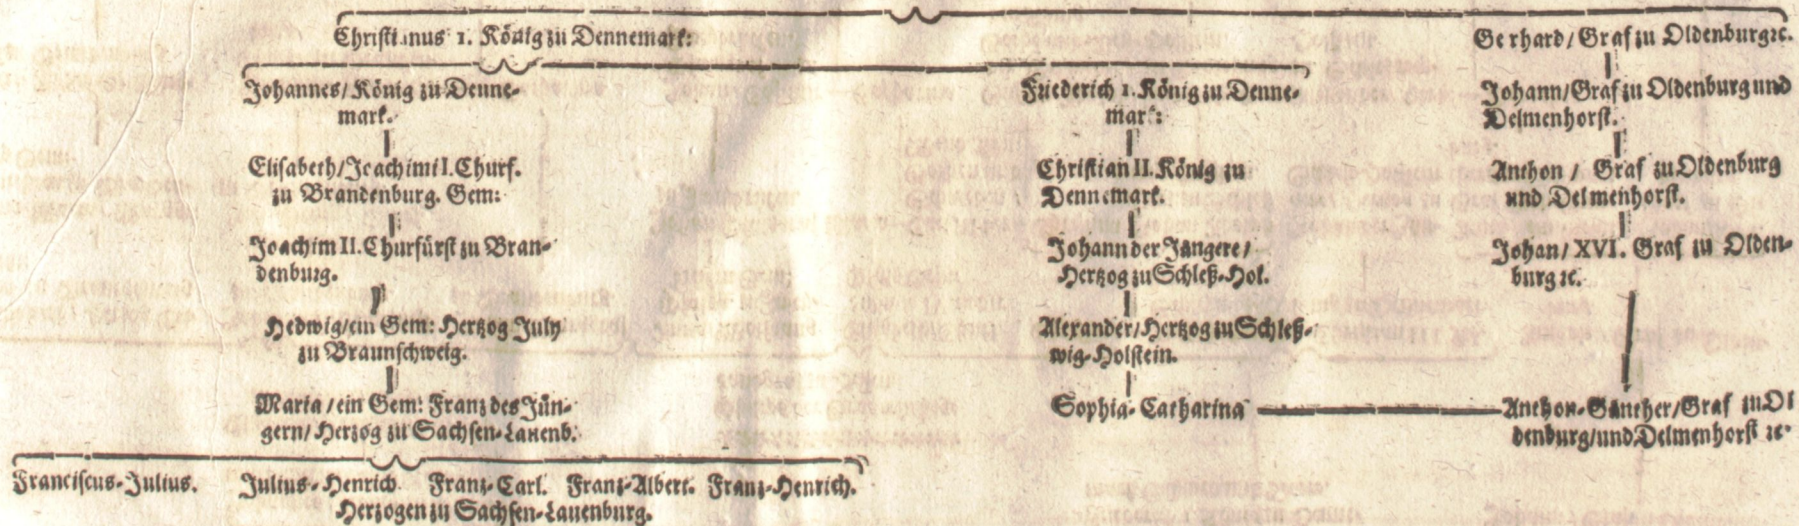 Christianus 1. König zu Dennemark:
Gerhard/ Graf zu Oldenburg ꝛc.
Johannes/ König zu Denne-
mark.
Friederich 1. König zu Denne-
mark:
Johann/Graf zu Oldenburg und
Delmenhorst.
Elisabeth/Joachimi I. Churf.
zu Brandenburg. Gem:
Christian II. König zu
Dennemark.
Anthon / Graf zu Oldenburg
und Delmenhorst.
Joachim II. Churfürst zu Bran-
denburg.
Johann der Jüngere/
Hertzog zu Schleß-Hol.
Johan/ XVI. Graf zu Olden-
burg ꝛc.
Hedwig/ein Gem: Hertzog July
zu Braunschweig.
Alexander/Hertzog zu Schleß-
wig-Holstein.
Maria /ein Gem: Franz des Jün-
gern/ Herzog zu Sachsen-Lauenb.
Sophia-Catharina
Anthon-Günther/Graf zu Ol
denburg/und Delmenhorst ꝛc.
Franciscus-Julius.
Julius-Henrich
Franz-Carl.
Franz-Albert.
Franz-Henrich.
Herzogen zu Sachsen-Lauenburg.